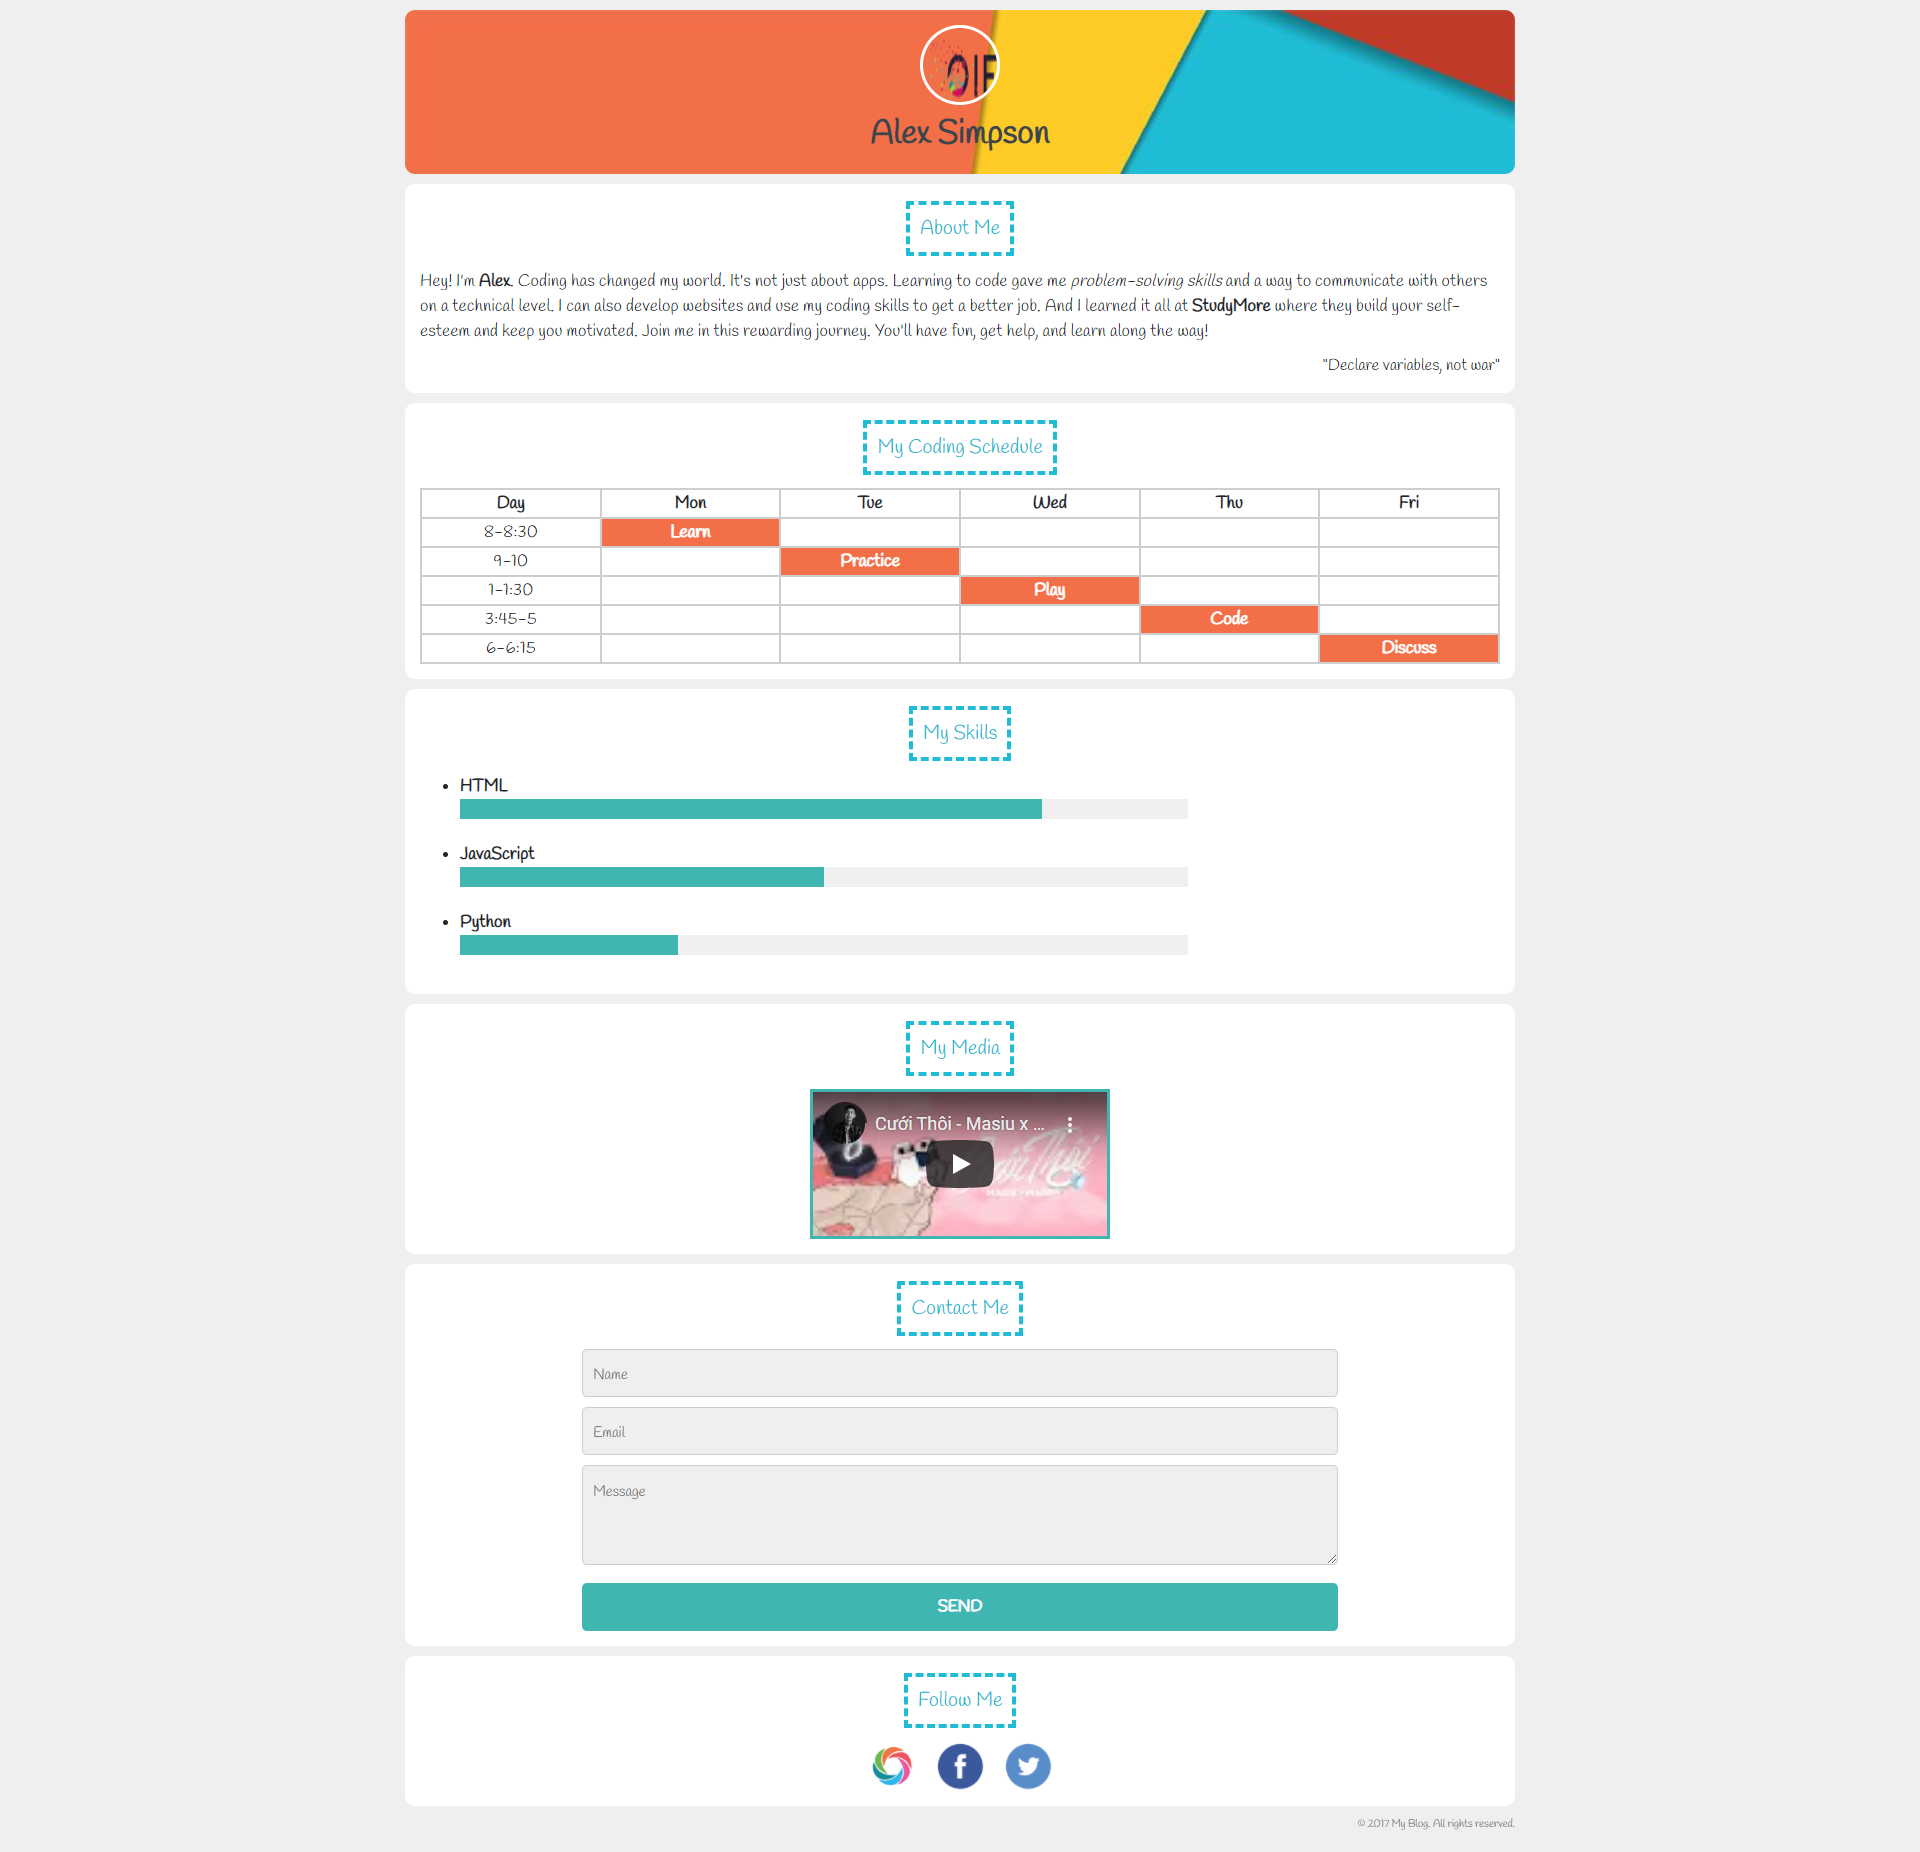 Alex Simpson
About Me
Hey! I'm Alex. Coding has changed my world. It's not just about apps. Learning to code gave me problem-solving skills and a way to communicate with others
on a technical level. I can also develop websites and use my coding skills to get a better job. And I learned it all at StudyMore where they build your self-
esteem and keep you motivated. Join me in this rewarding journey. You'll have fun, get help, and learn along the way!
"Declare variables, not war"
My Coding Schedule
Day Mon Tue Wed Thu Fri
8-8:30 Learn
9-10 Practice
1-1:30 Play
3:45-5 Code
6-6:15 Discuss
My Skills
HTML
JavaScript
Python
My Media
Cưới Thôi - Masiu x ...
Contact Me
Name
Email
Message
SEND
Follow Me
© 2017 My Blog. All rights reserved.